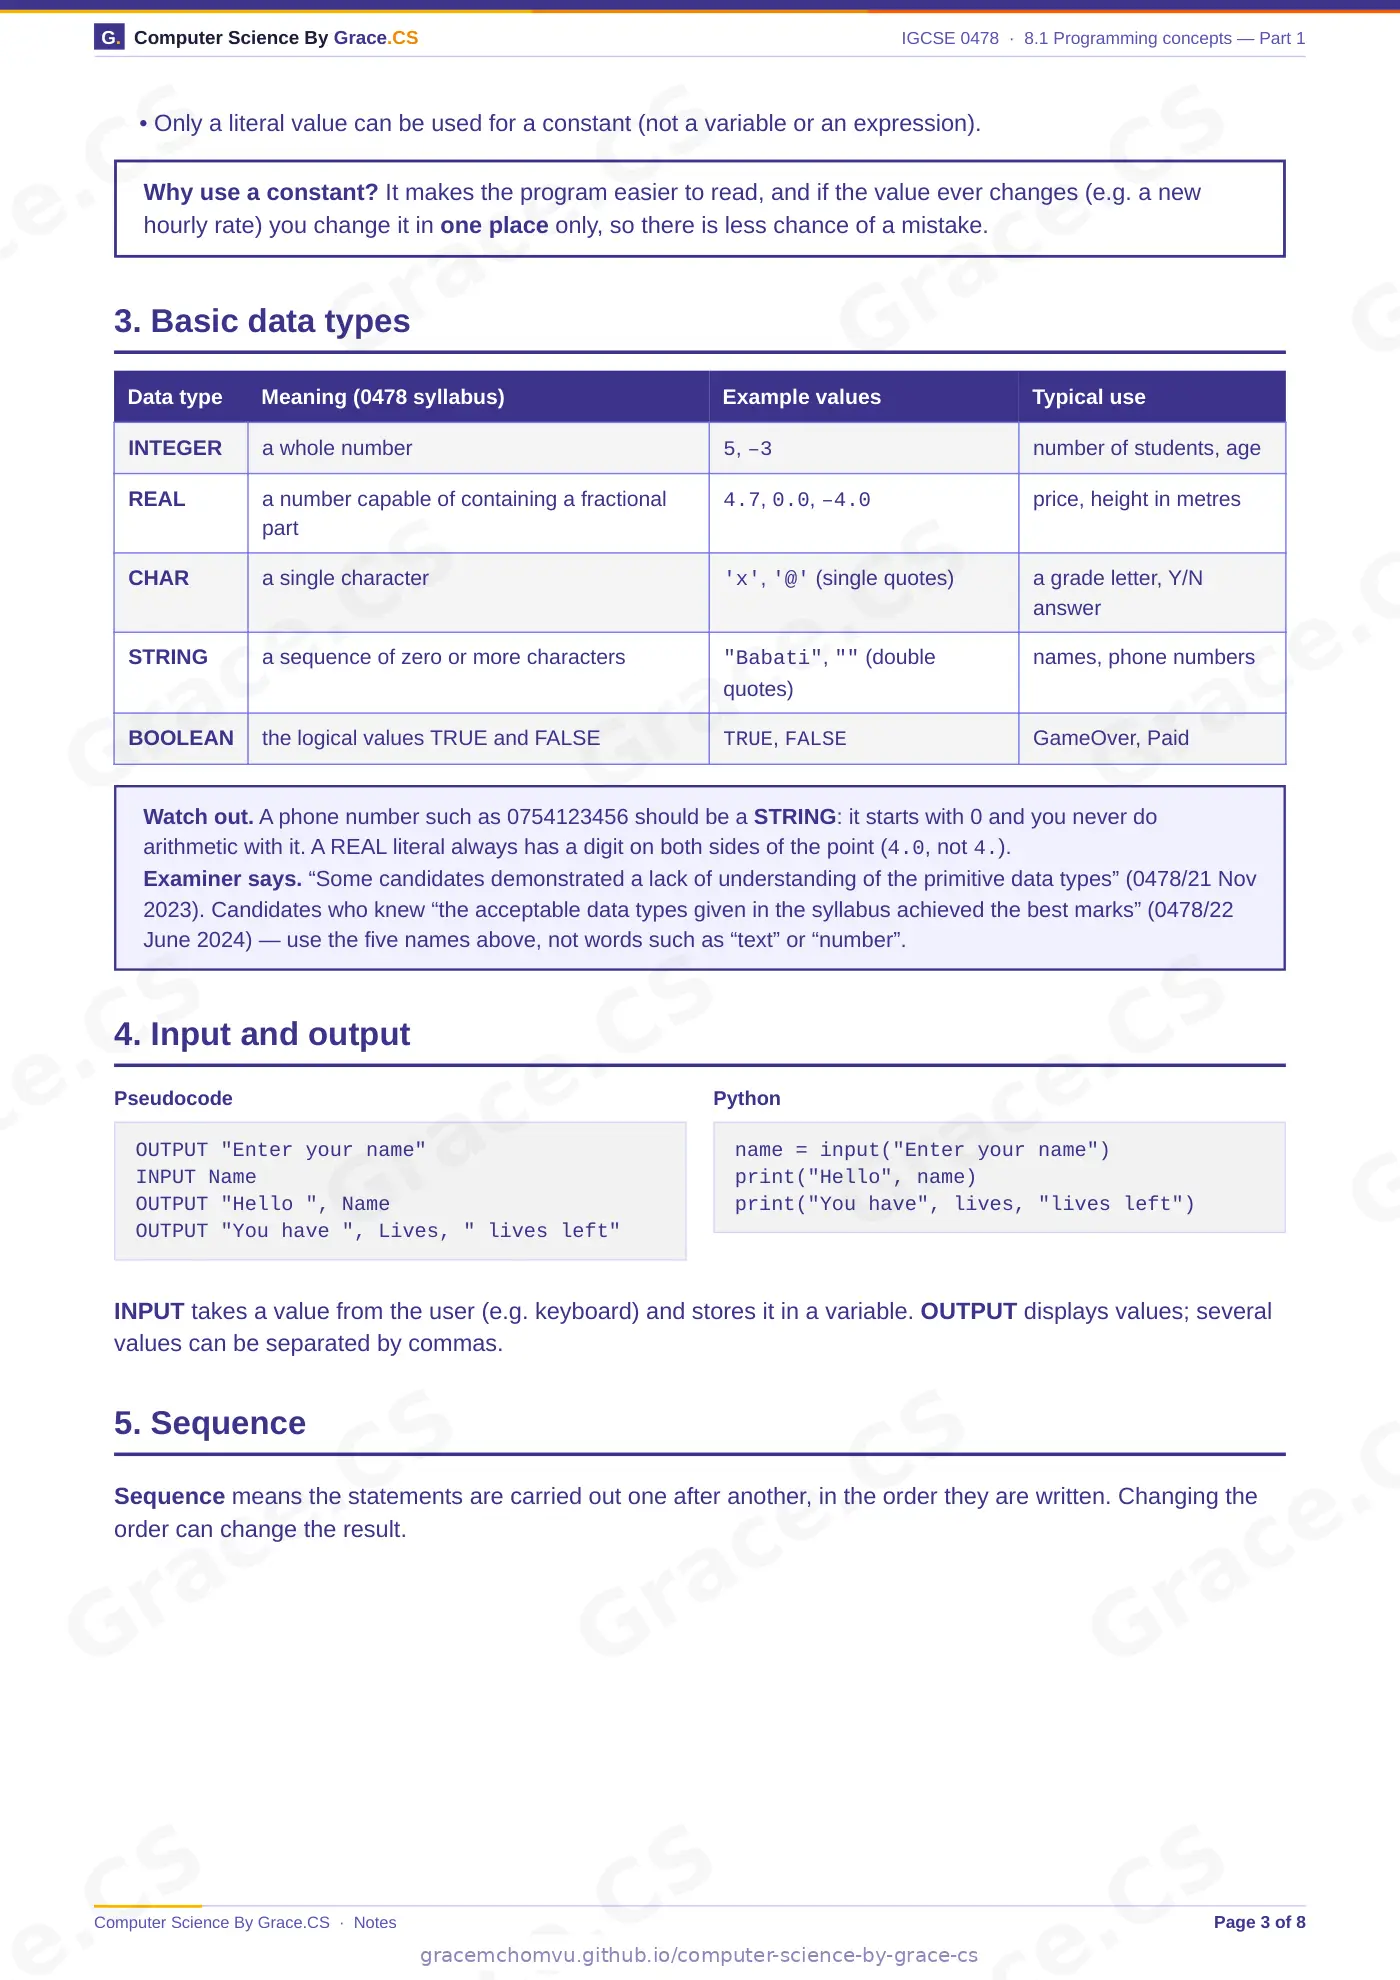 G. Computer Science By Grace.CS
IGCSE 0478 · 8.1 Programming concepts — Part 1
• Only a literal value can be used for a constant (not a variable or an expression).
Why use a constant? It makes the program easier to read, and if the value ever changes (e.g. a new
hourly rate) you change it in one place only, so there is less chance of a mistake.
3. Basic data types
Data type Meaning (0478 syllabus) Example values Typical use
INTEGER a whole number 5, –3 number of students, age
REAL a number capable of containing a fractional
part 4.7, 0.0, –4.0 price, height in metres
CHAR a single character 'x', '@' (single quotes) a grade letter, Y/N
answer
STRING a sequence of zero or more characters "Babati", "" (double
quotes) names, phone numbers
BOOLEAN the logical values TRUE and FALSE TRUE, FALSE GameOver, Paid
Watch out. A phone number such as 0754123456 should be a STRING: it starts with 0 and you never do
arithmetic with it. A REAL literal always has a digit on both sides of the point (4.0, not 4.).
Examiner says. “Some candidates demonstrated a lack of understanding of the primitive data types” (0478/21 Nov
2023). Candidates who knew “the acceptable data types given in the syllabus achieved the best marks” (0478/22
June 2024) — use the five names above, not words such as “text” or “number”.
4. Input and output
Pseudocode
OUTPUT "Enter your name"
INPUT Name
OUTPUT "Hello ", Name
OUTPUT "You have ", Lives, " lives left"
Python
name = input("Enter your name")
print("Hello", name)
print("You have", lives, "lives left")
INPUT takes a value from the user (e.g. keyboard) and stores it in a variable. OUTPUT displays values; several
values can be separated by commas.
5. Sequence
Sequence means the statements are carried out one after another, in the order they are written. Changing the
order can change the result.
Computer Science By Grace.CS · Notes
Page 3 of 8
gracemchomvu.github.io/computer-science-by-grace-cs